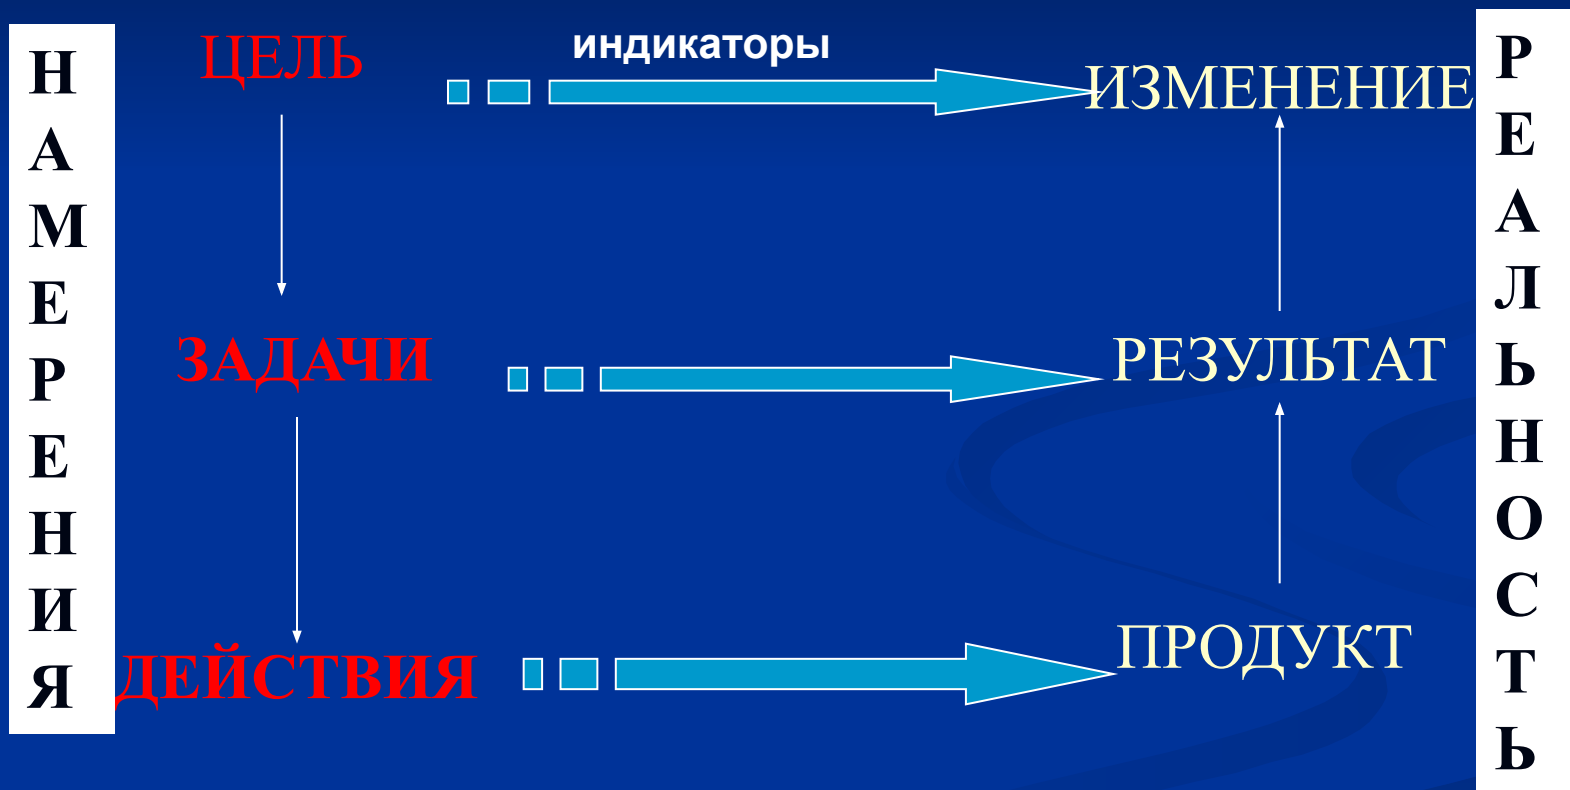 НАМЕРЕНИЯ
ЦЕЛЬ
индикаторы
ИЗМЕНЕНИЕ
ЗАДАЧИ
РЕЗУЛЬТАТ
ДЕЙСТВИЯ
ПРОДУКТ
РЕАЛЬНОСТЬ